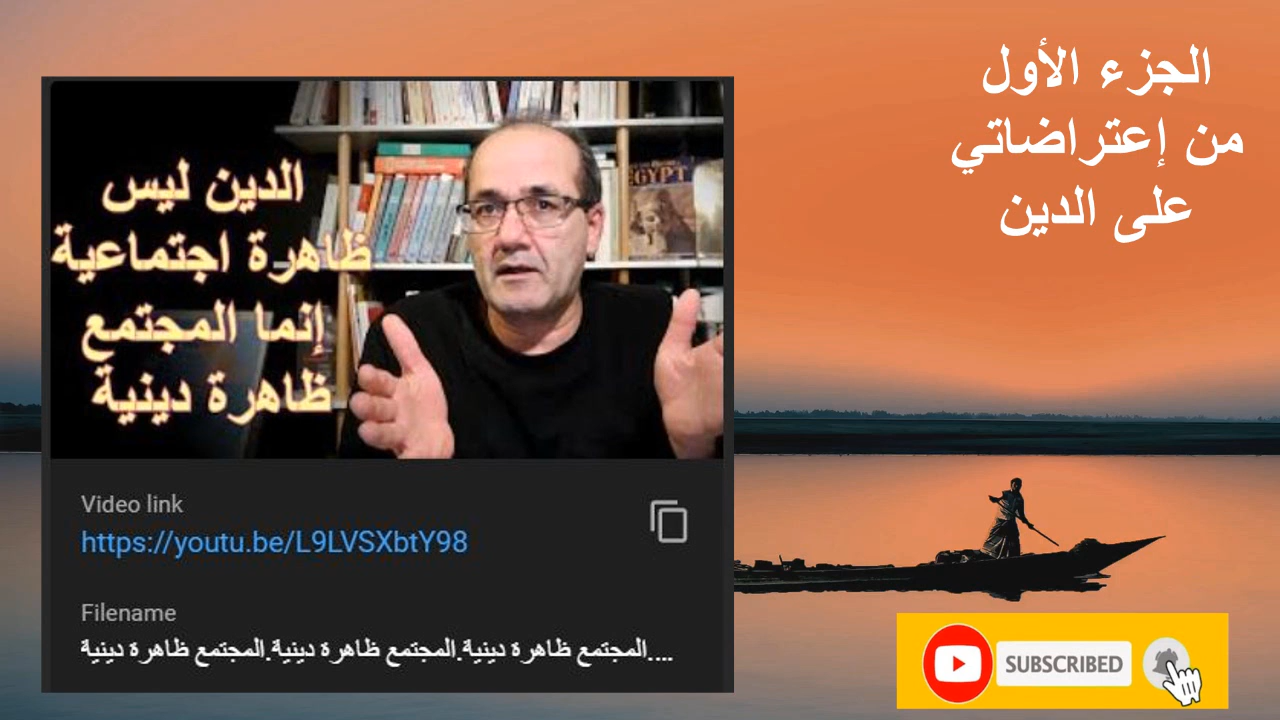 الجزء الأول
من إعتراضاتي
على الدين
الدين ليس
ظاهرة اجتماعية
إنما المجتمع
ظاهرة دينية
EGYPT
Video link
https://youtu.be/L9LVSXbtY98
Filename
المجتمع ظاهرة دينية.المجتمع ظاهرة دينية.المجتمع ظاهرة دينية....
SUBSCRIBED